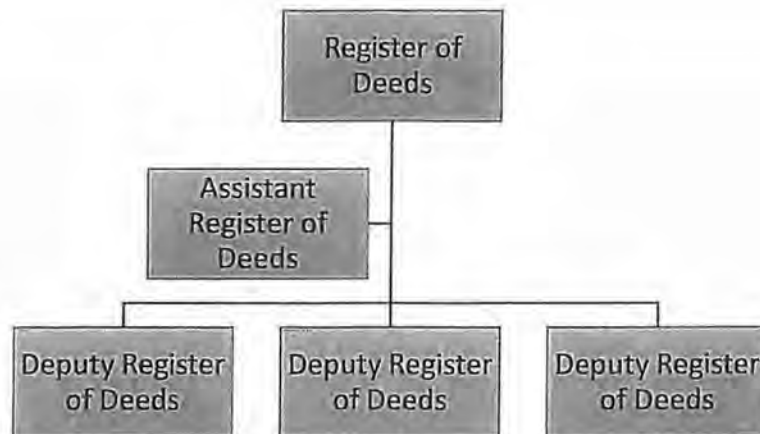 Register of
Deeds
Assistant
Register of
Deeds
Deputy Register
of Deeds
Deputy Register
of Deeds
Deputy Register
of Deeds